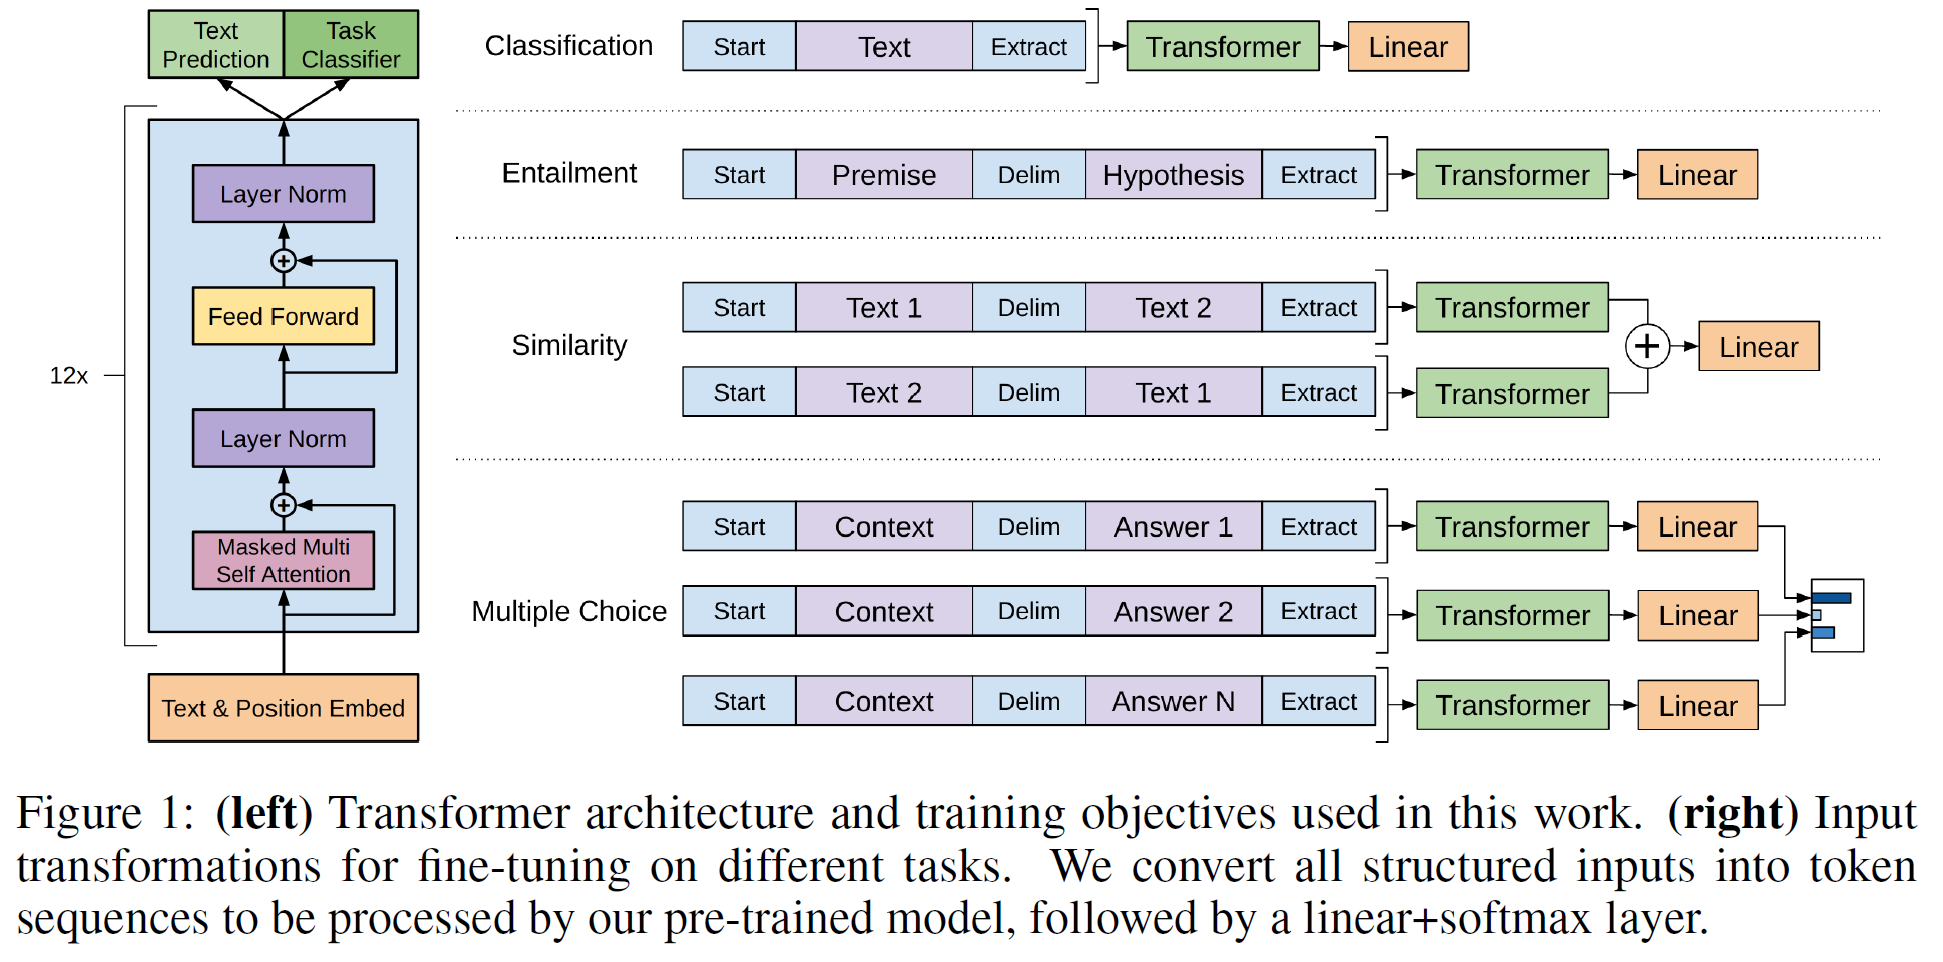 Text
Prediction
Task
Classifier
12x
Layer Norm
+
Feed Forward
Layer Norm
+
Masked Multi
Self Attention
Text & Position Embed
Classification
Start Text Extract Transformer Linear
Entailment
Start Premise Delim Hypothesis Extract Transformer Linear
Similarity
Start Text 1 Delim Text 2 Extract Transformer
+ Linear
Start Text 2 Delim Text 1 Extract Transformer
Multiple Choice
Start Context Delim Answer 1 Extract Transformer Linear
Start Context Delim Answer 2 Extract Transformer Linear
Start Context Delim Answer N Extract Transformer Linear
Figure 1: (left) Transformer architecture and training objectives used in this work. (right) Input
transformations for fine-tuning on different tasks. We convert all structured inputs into token
sequences to be processed by our pre-trained model, followed by a linear+softmax layer.